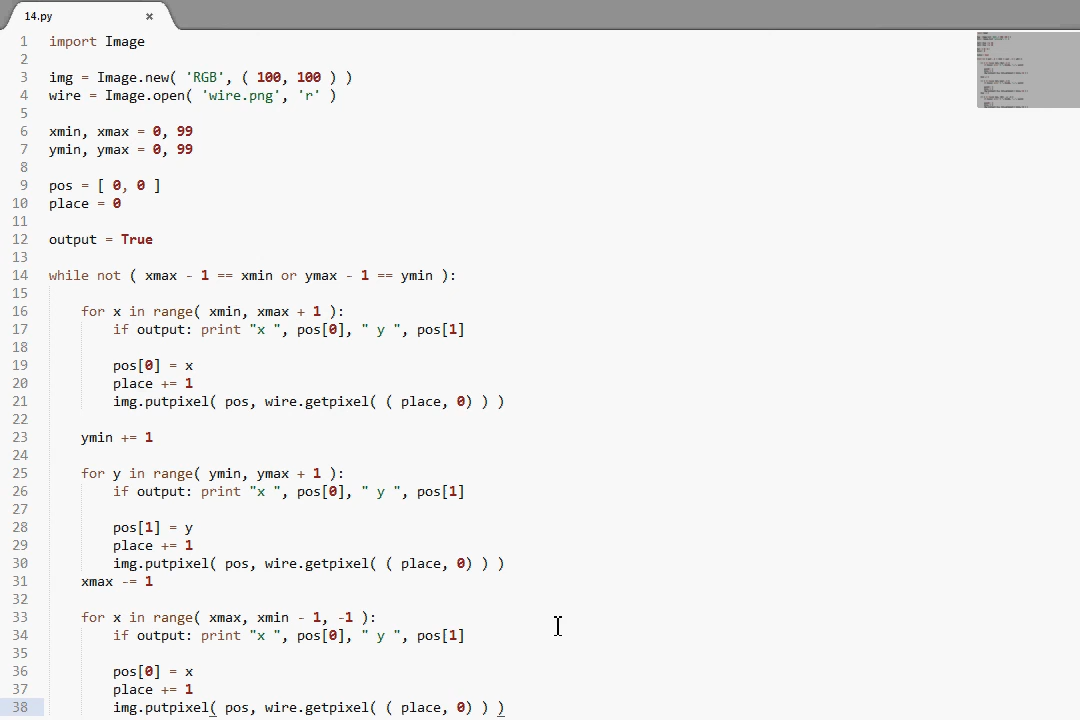 14.py ×
1 import Image
2
3 img = Image.new( 'RGB', ( 100, 100 ) )
4 wire = Image.open( 'wire.png', 'r' )
5
6 xmin, xmax = 0, 99
7 ymin, ymax = 0, 99
8
9 pos = [ 0, 0 ]
10 place = 0
11
12 output = True
13
14 while not ( xmax - 1 == xmin or ymax - 1 == ymin ):
15
16     for x in range( xmin, xmax + 1 ):
17         if output: print "x ", pos[0], " y ", pos[1]
18
19         pos[0] = x
20         place += 1
21         img.putpixel( pos, wire.getpixel( ( place, 0) ) )
22
23     ymin += 1
24
25     for y in range( ymin, ymax + 1 ):
26         if output: print "x ", pos[0], " y ", pos[1]
27
28         pos[1] = y
29         place += 1
30         img.putpixel( pos, wire.getpixel( ( place, 0) ) )
31     xmax -= 1
32
33     for x in range( xmax, xmin - 1, -1 ):
34         if output: print "x ", pos[0], " y ", pos[1]
35
36         pos[0] = x
37         place += 1
38         img.putpixel( pos, wire.getpixel( ( place, 0) ) )